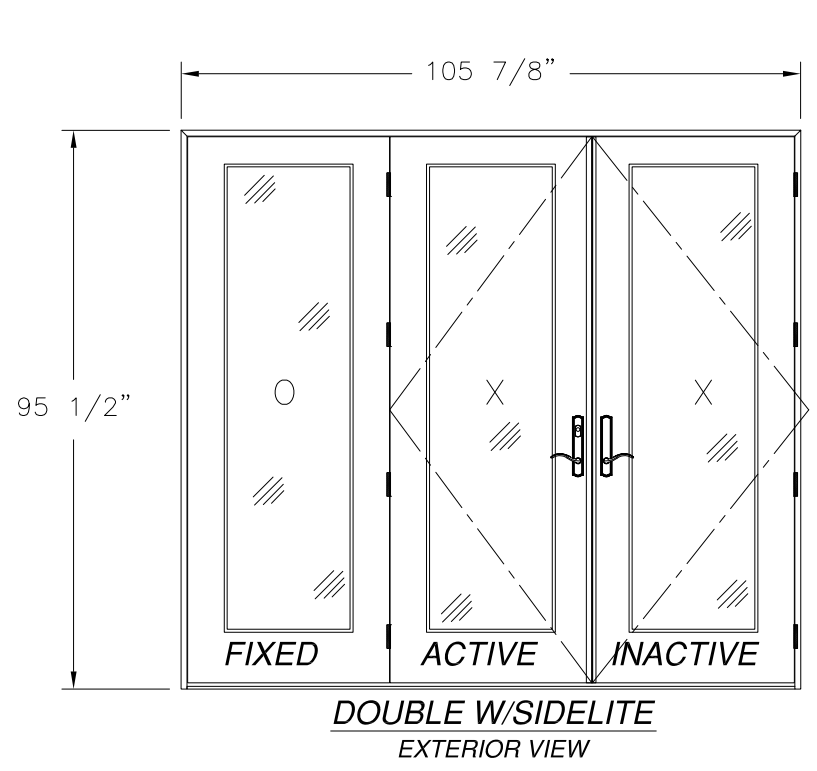 105 7/8”
95 1/2”
O X X
FIXED ACTIVE INACTIVE
DOUBLE W/SIDELITE
EXTERIOR VIEW